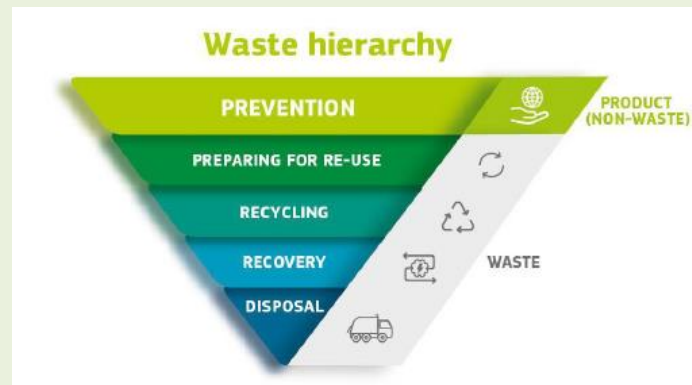 Waste hierarchy
PREVENTION
PRODUCT
(NON-WASTE)
PREPARING FOR RE-USE
RECYCLING
RECOVERY
WASTE
DISPOSAL